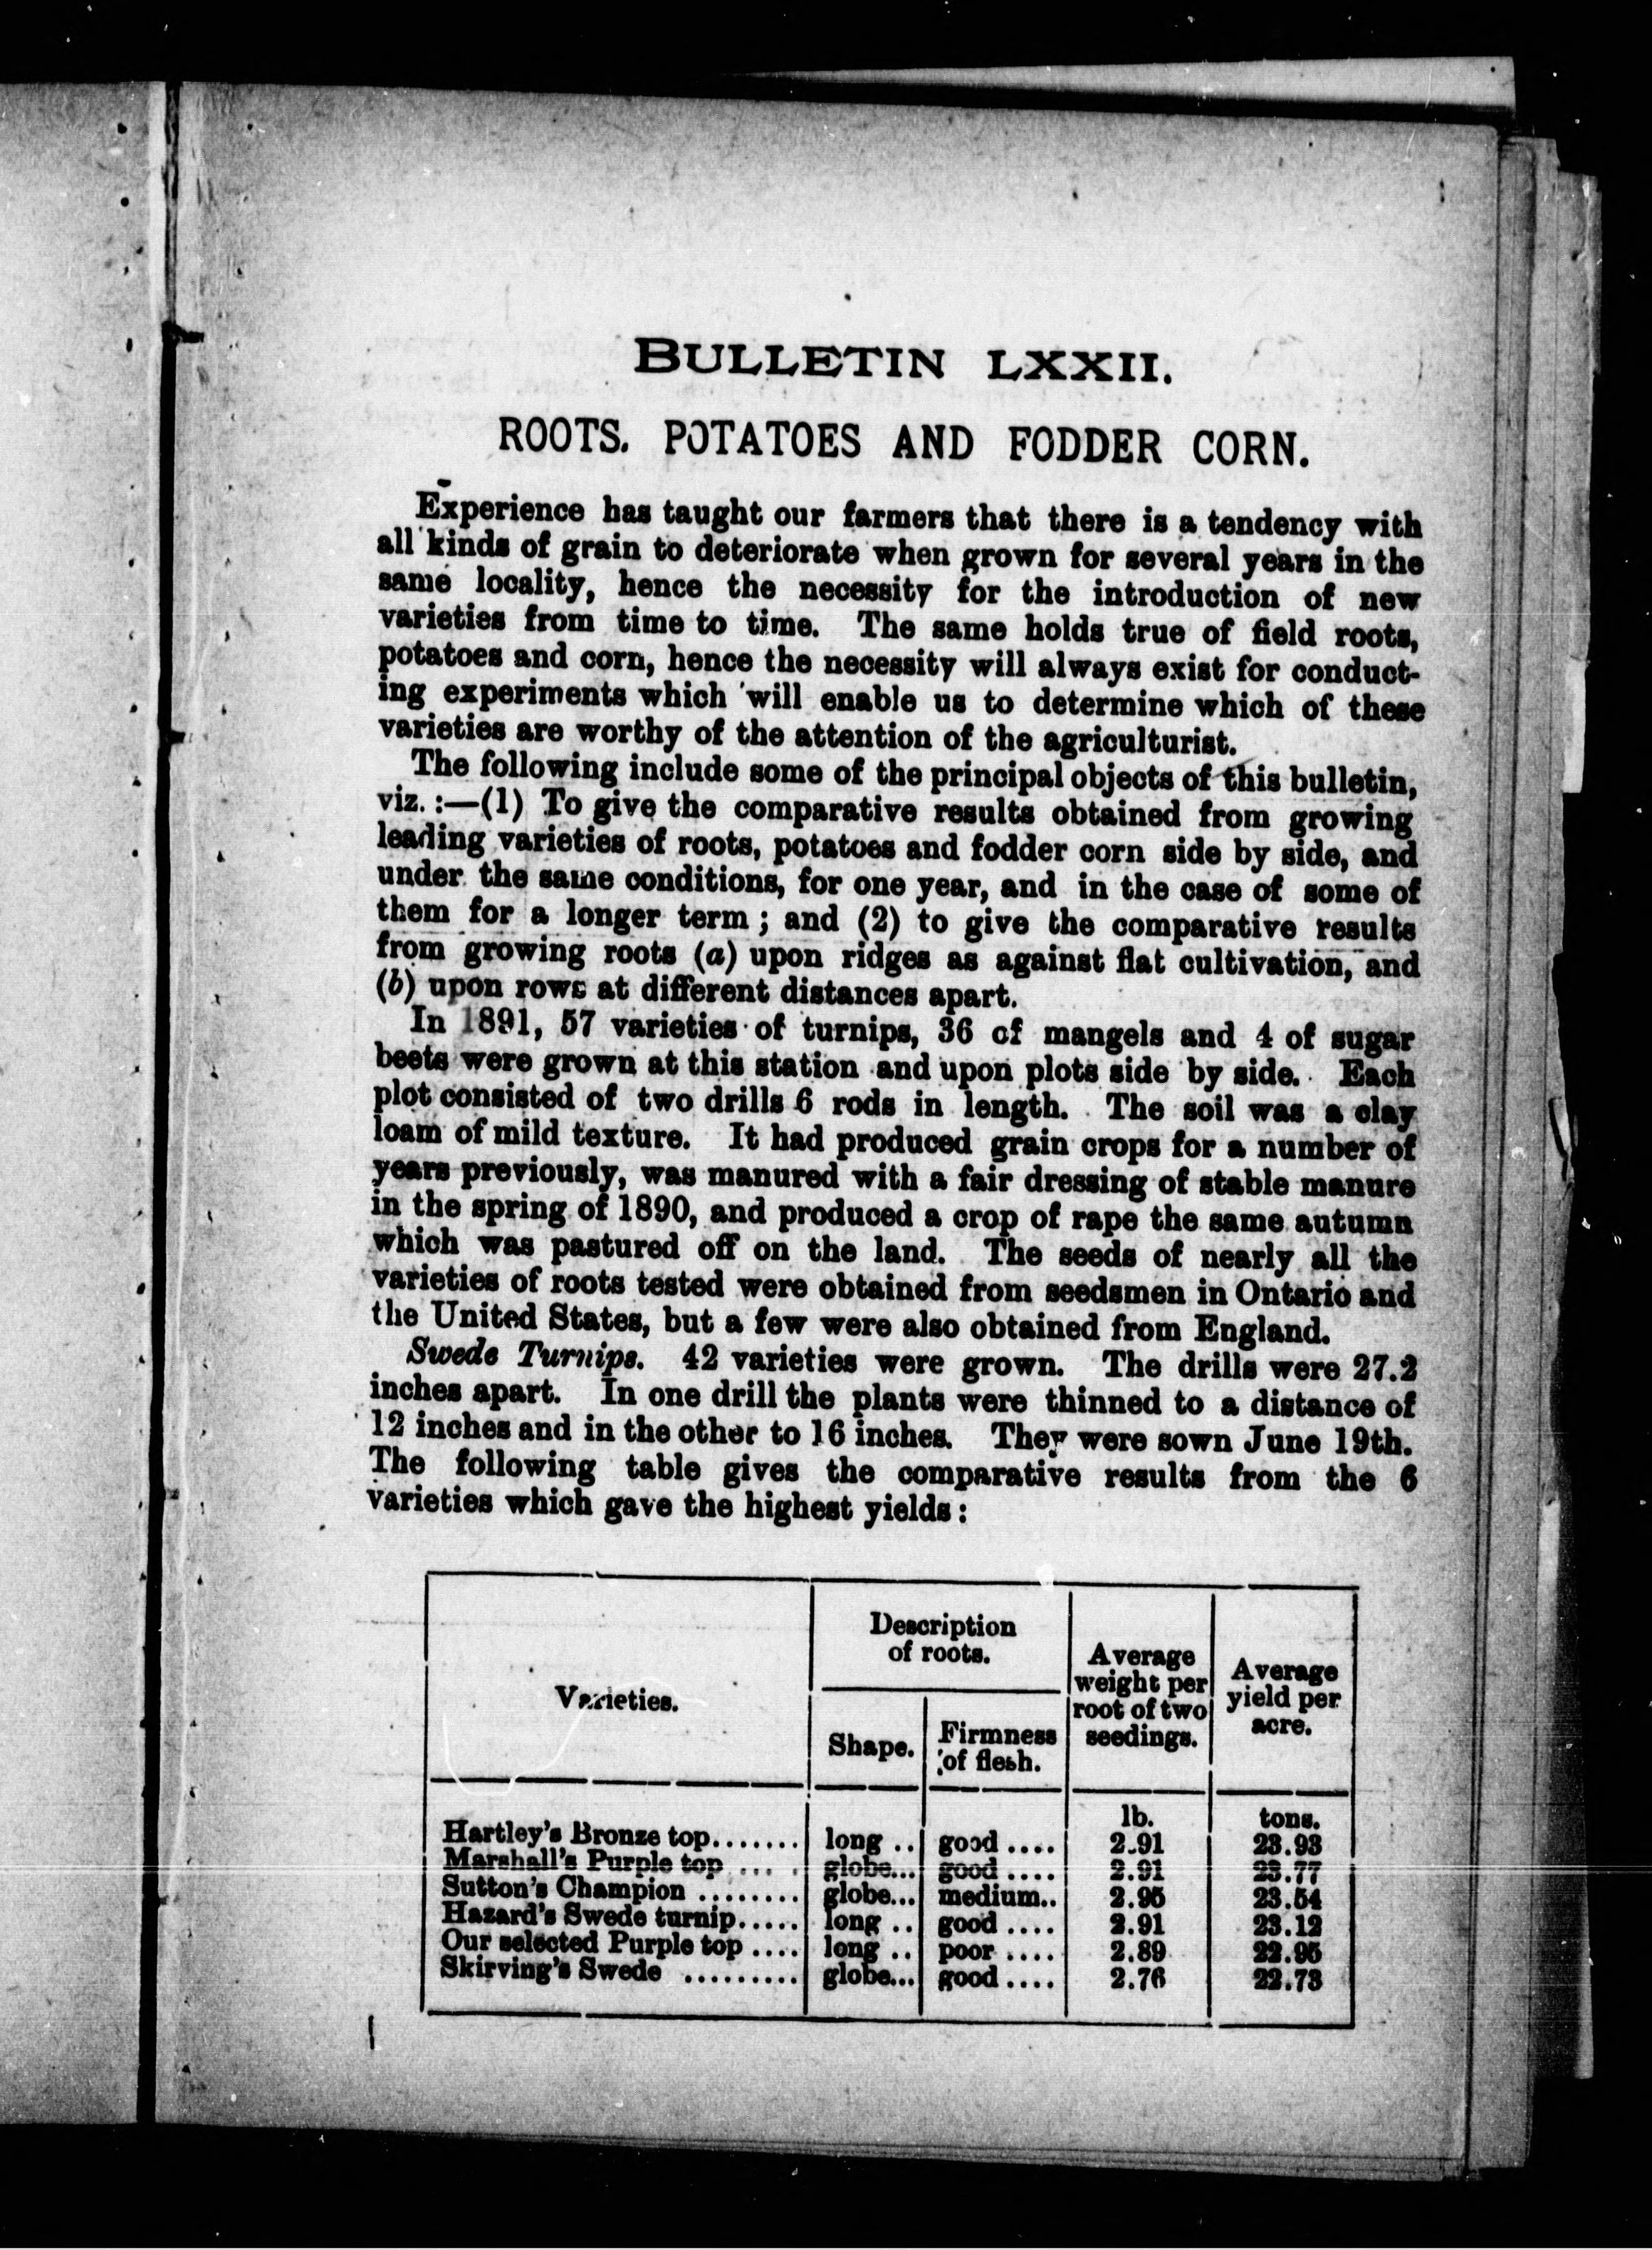 BULLETIN LXXII.
ROOTS. POTATOES AND FODDER CORN.
Experience has taught our farmers that there is a tendency with
all kinds of grain to deteriorate when grown for several years in the
same locality, hence the necessity for the introduction of new
varieties from time to time. The same holds true of field roots,
potatoes and corn, hence the necessity will always exist for conduct-
ing experiments which will enable us to determine which of these
varieties are worthy of the attention of the agriculturist.
The following include some of the principal objects of this bulletin,
viz. :—(1) To give the comparative results obtained from growing
leading varieties of roots, potatoes and fodder corn side by side, and
under the same conditions, for one year, and in the case of some of
them for a longer term ; and (2) to give the comparative results
from growing roots (a) upon ridges as against flat cultivation, and
(b) upon rows at different distances apart.
In 1891, 57 varieties of turnips, 36 of mangels and 4 of sugar
beets were grown at this station and upon plots side by side. Each
plot consisted of two drills 6 rods in length. The soil was a clay
loam of mild texture. It had produced grain crops for a number of
years previously, was manured with a fair dressing of stable manure
in the spring of 1890, and produced a crop of rape the same autumn
which was pastured off on the land. The seeds of nearly all the
varieties of roots tested were obtained from seedsmen in Ontario and
the United States, but a few were also obtained from England.
Swede Turnips. 42 varieties were grown. The drills were 27.2
inches apart. In one drill the plants were thinned to a distance of
12 inches and in the other to 16 inches. They were sown June 19th.
The following table gives the comparative results from the 6
varieties which gave the highest yields :
Varieties.
Description
of roots.
Shape.
Firmness
of flesh.
Average
weight per
root of two
seedings.
Average
yield per
acre.
lb. tons.
Hartley's Bronze top....... long .. good .... 2.91 23.93
Marshall's Purple top .... . globe... good .... 2.91 23.77
Sutton's Champion ........ globe... medium.. 2.95 23.54
Hazard's Swede turnip..... long .. good .... 2.91 23.12
Our selected Purple top .... long .. poor .... 2.89 22.95
Skirving's Swede ......... globe... good .... 2.76 22.73